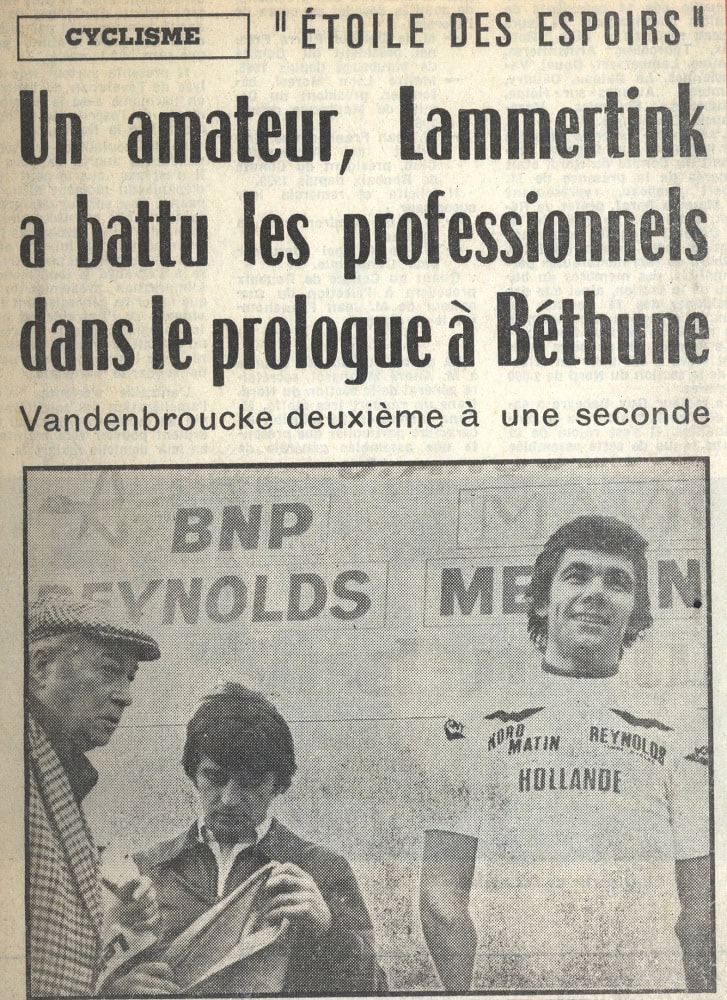 CYCLISME
"ÉTOILE DES ESPOIRS"
Un amateur, Lammertink
a battu les professionnels
dans le prologue à Béthune
Vandenbroucke deuxième à une seconde
BNP
REYNOLDS
NORD
MATIN
REYNOLDS
HOLLANDE